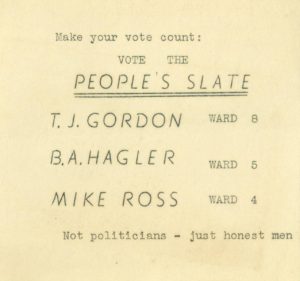 Make your vote count:
VOTE THE
PEOPLE'S SLATE
T. J. GORDON WARD 8
B.A. HAGLER WARD 5
MIKE ROSS WARD 4
Not politicians - just honest men